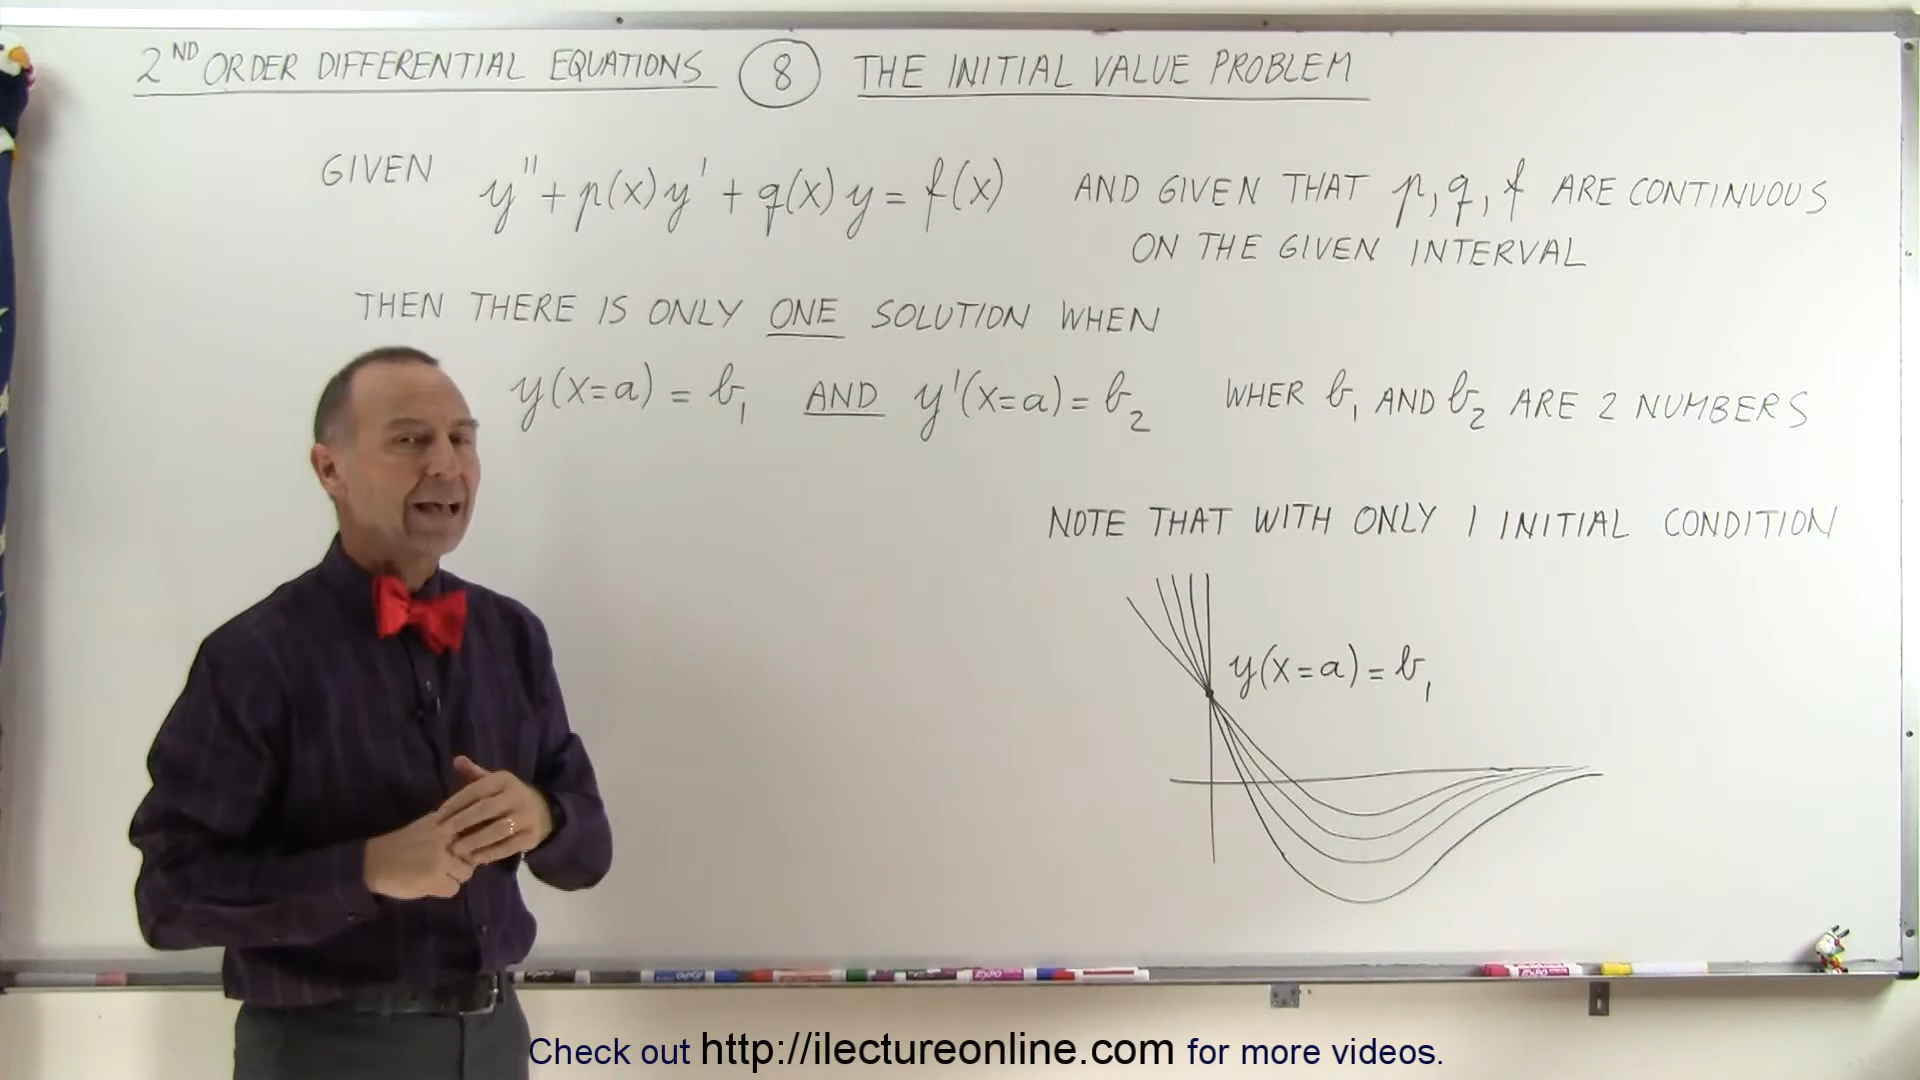 2ND ORDER DIFFERENTIAL EQUATIONS 8 THE INITIAL VALUE PROBLEM
GIVEN y" + p(x) y' + q(x) y = f(x) AND GIVEN THAT p, q, f ARE CONTINUOUS
ON THE GIVEN INTERVAL
THEN THERE IS ONLY ONE SOLUTION WHEN
y(x=a) = b1 AND y'(x=a) = b2 WHER b1 AND b2 ARE 2 NUMBERS
NOTE THAT WITH ONLY 1 INITIAL CONDITION
y(x=a) = b1
Check out http://ilectureonline.com for more videos.